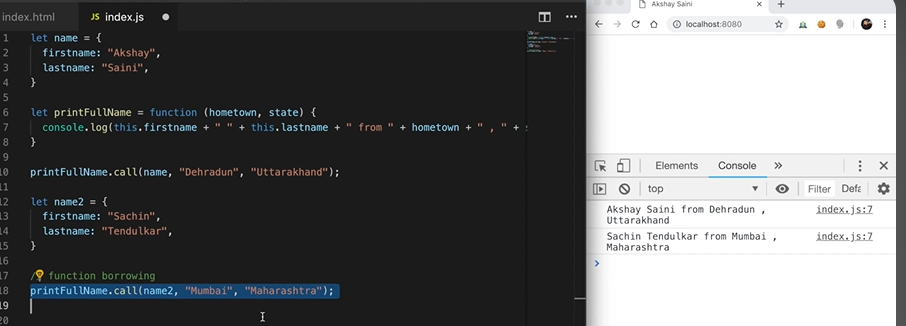 index.html
JS index.js
1 let name = {
2 firstname: "Akshay",
3 lastname: "Saini",
4 }
5
6 let printFullName = function (hometown, state) {
7 console.log(this.firstname + " " + this.lastname + " from " + hometown + " , " +
8 }
9
10 printFullName.call(name, "Dehradun", "Uttarakhand");
11
12 let name2 = {
13 firstname: "Sachin",
14 lastname: "Tendulkar",
15 }
16
17 / function borrowing
18 printFullName.call(name2, "Mumbai", "Maharashtra");
19
20
Akshay Saini
localhost:8080
Elements Console »
top Filter Defa
Akshay Saini from Dehradun , index.js:7
Uttarakhand
Sachin Tendulkar from Mumbai , index.js:7
Maharashtra